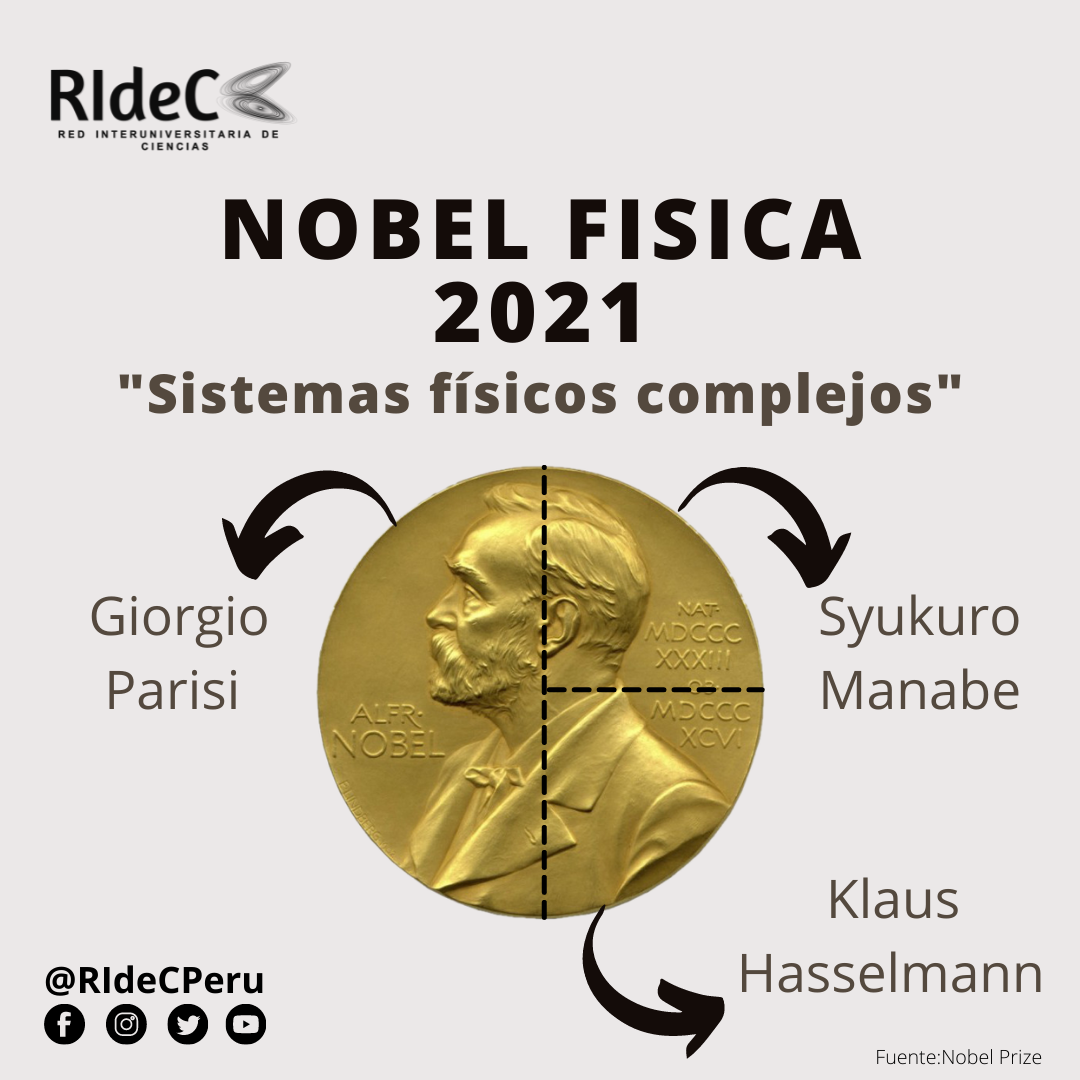 RIdeC
RED INTERUNIVERSITARIA DE
CIENCIAS
NOBEL FISICA
2021
"Sistemas físicos complejos"
Giorgio
Parisi
Syukuro
Manabe
ALFR·
NOBEL
NAT·
MDCCC
XXXIII
OB·
MDCCC
XCVI
Klaus
Hasselmann
@RIdeCPeru
Fuente:Nobel Prize